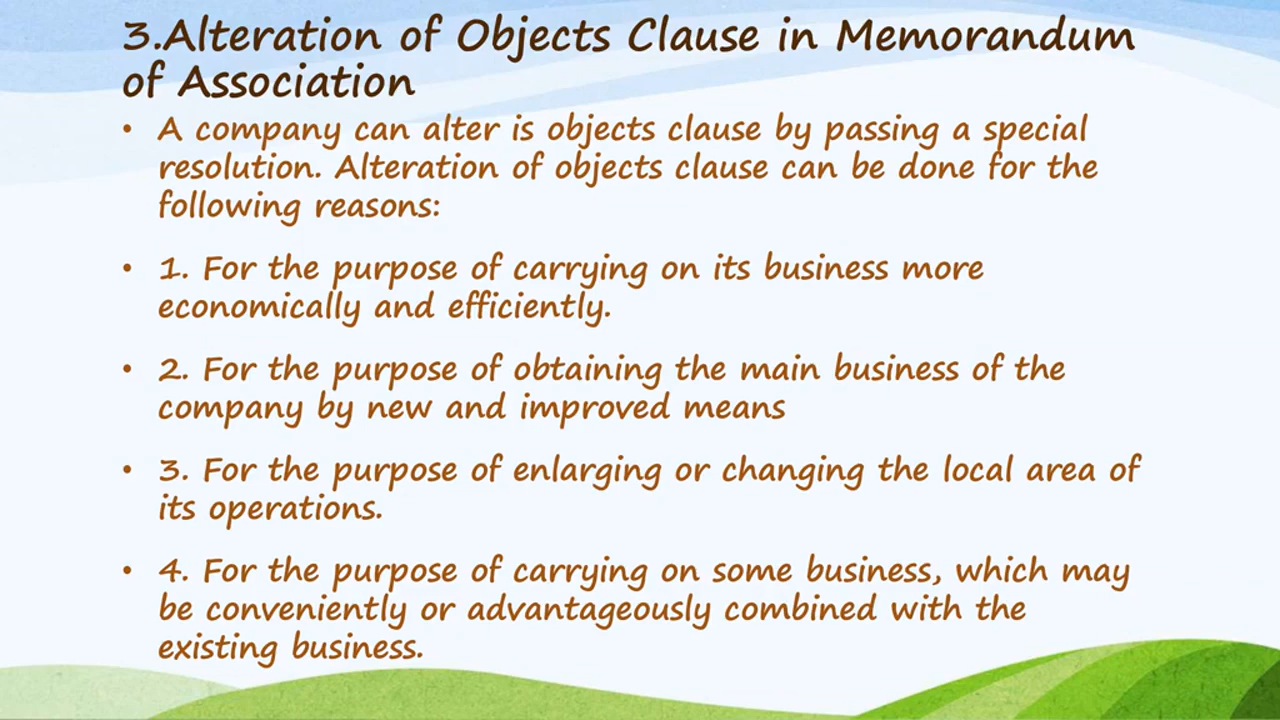 3.Alteration of Objects Clause in Memorandum
of Association
• A company can alter is objects clause by passing a special
resolution. Alteration of objects clause can be done for the
following reasons:
• 1. For the purpose of carrying on its business more
economically and efficiently.
• 2. For the purpose of obtaining the main business of the
company by new and improved means
• 3. For the purpose of enlarging or changing the local area of
its operations.
• 4. For the purpose of carrying on some business, which may
be conveniently or advantageously combined with the
existing business.